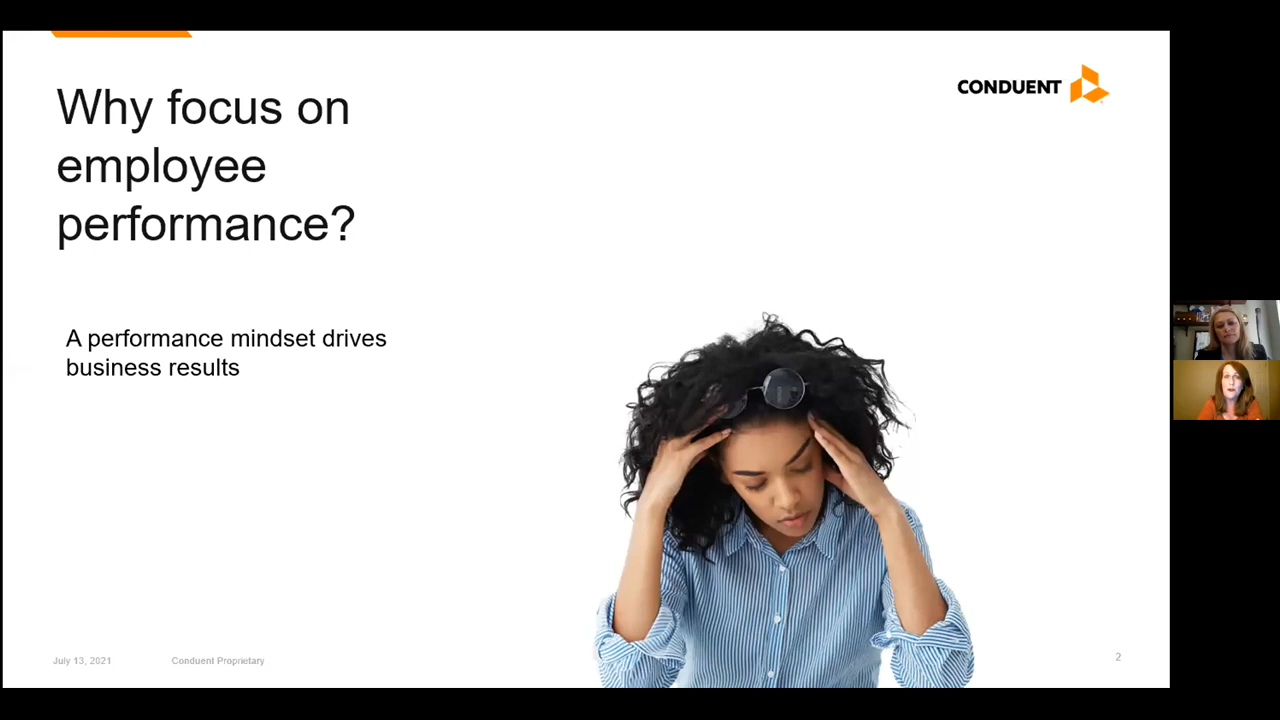 Why focus on
employee
performance?
CONDUENT
A performance mindset drives
business results
July 13, 2021
Conduent Proprietary
2